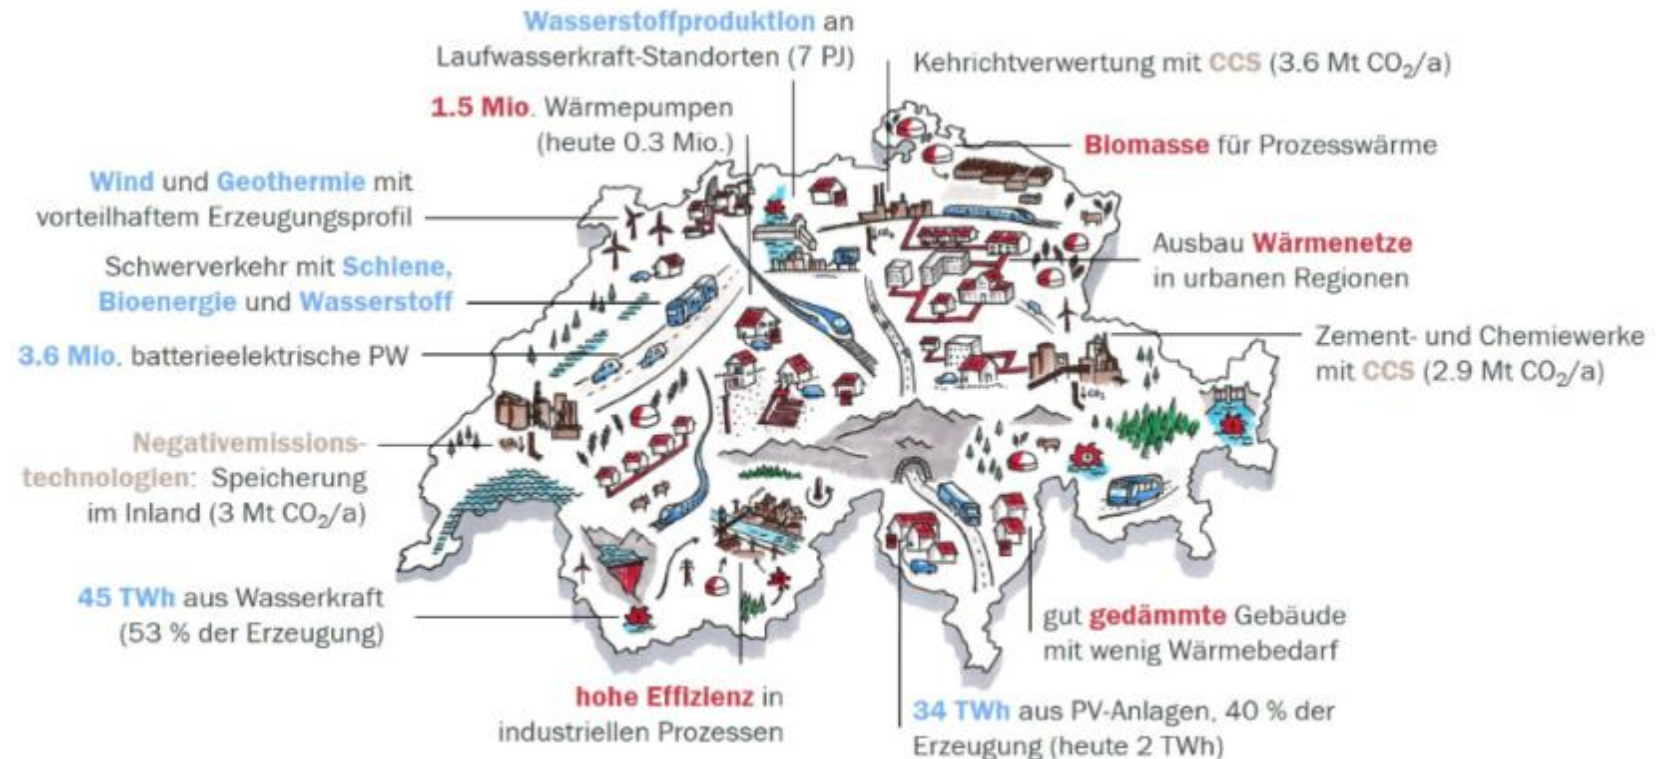 Wasserstoffproduktion an
Laufwasserkraft-Standorten (7 PJ)
Kehrichtverwertung mit CCS (3.6 Mt CO₂/a)
1.5 Mio. Wärmepumpen
(heute 0.3 Mio.)
Biomasse für Prozesswärme
Wind und Geothermie mit
vorteilhaftem Erzeugungsprofil
Ausbau Wärmenetze
in urbanen Regionen
Schwerverkehr mit Schiene,
Bioenergie und Wasserstoff
Zement- und Chemiewerke
mit CCS (2.9 Mt CO₂/a)
3.6 Mio. batterieelektrische PW
Negativemissions-
technologien: Speicherung
im Inland (3 Mt CO₂/a)
45 TWh aus Wasserkraft
(53 % der Erzeugung)
gut gedämmte Gebäude
mit wenig Wärmebedarf
hohe Effizienz in
industriellen Prozessen
34 TWh aus PV-Anlagen, 40 % der
Erzeugung (heute 2 TWh)
CO₂
CO₂